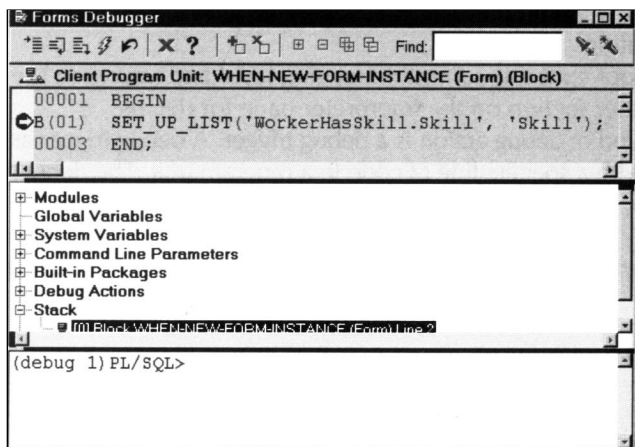 Forms Debugger
Find:
Client Program Unit: WHEN-NEW-FORM-INSTANCE (Form) (Block)
00001 BEGIN
B(01) SET_UP_LIST('WorkerHasSkill.Skill', 'Skill');
00003 END;
Modules
Global Variables
System Variables
Command Line Parameters
Built-in Packages
Debug Actions
Stack
[0] Block WHEN-NEW-FORM-INSTANCE (Form) Line 2
(debug 1)PL/SQL>